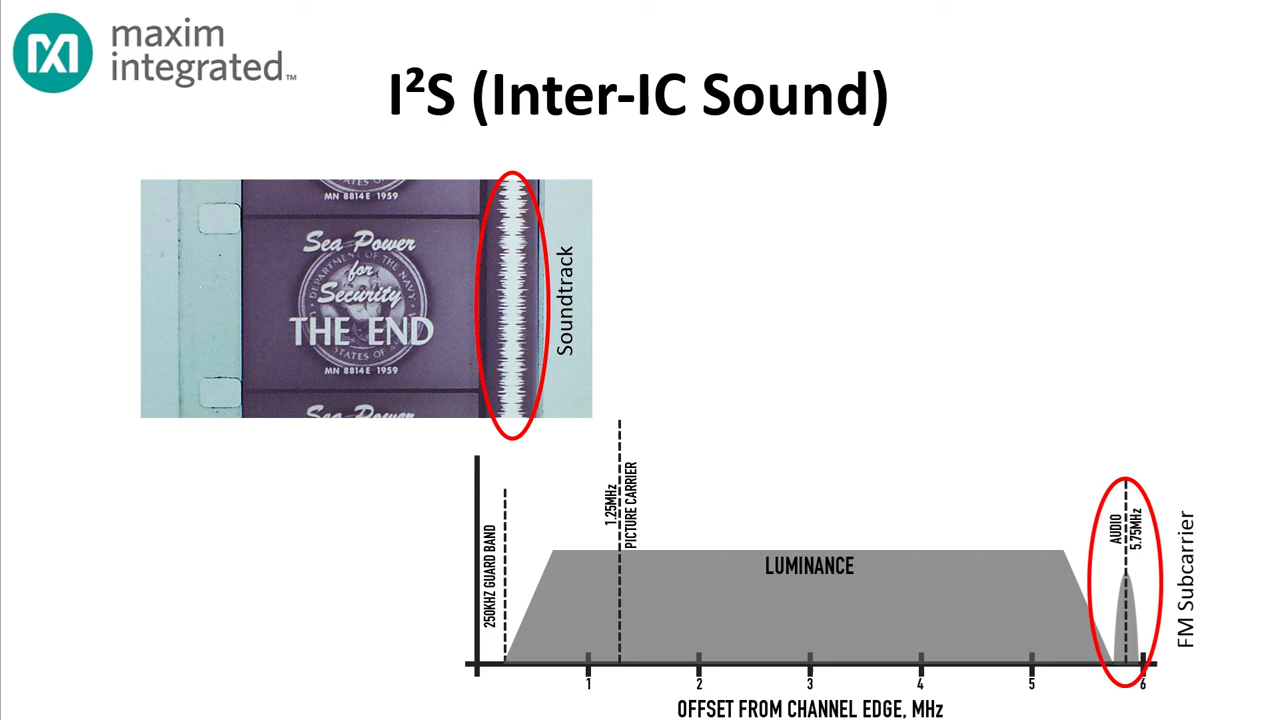 maxim
integrated™
I²S (Inter-IC Sound)
MN 8814E 1959
Sea Power
for
Security
THE END
DEPARTMENT OF THE NAVY
STATES OF
MN 8814E 1959
Sea Power
Soundtrack
250KHZ GUARD BAND
1.25MHz
PICTURE CARRIER
LUMINANCE
AUDIO
5.75MHz
FM Subcarrier
1 2 3 4 5 6
OFFSET FROM CHANNEL EDGE, MHz